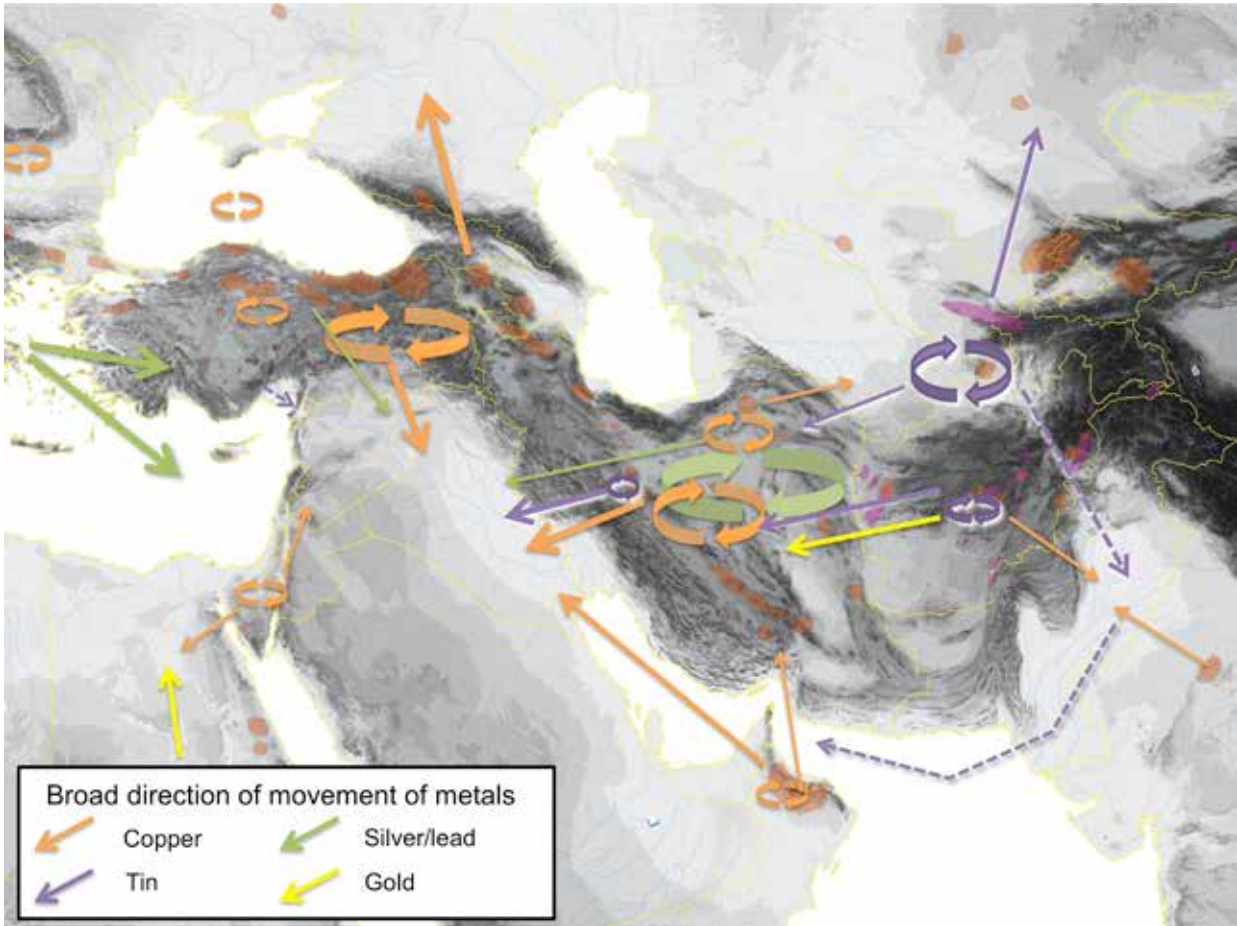 Broad direction of movement of metals
Copper
Silver/lead
Tin
Gold